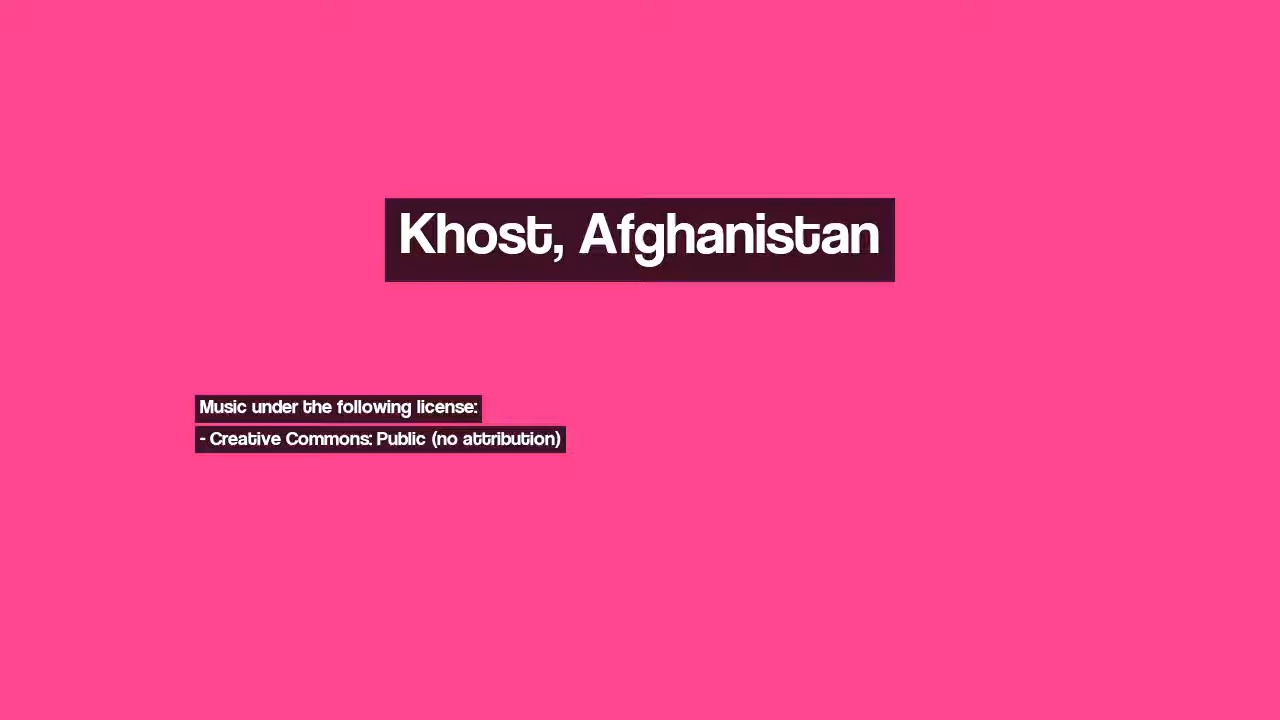 Khost, Afghanistan
Music under the following license:
- Creative Commons: Public (no attribution)